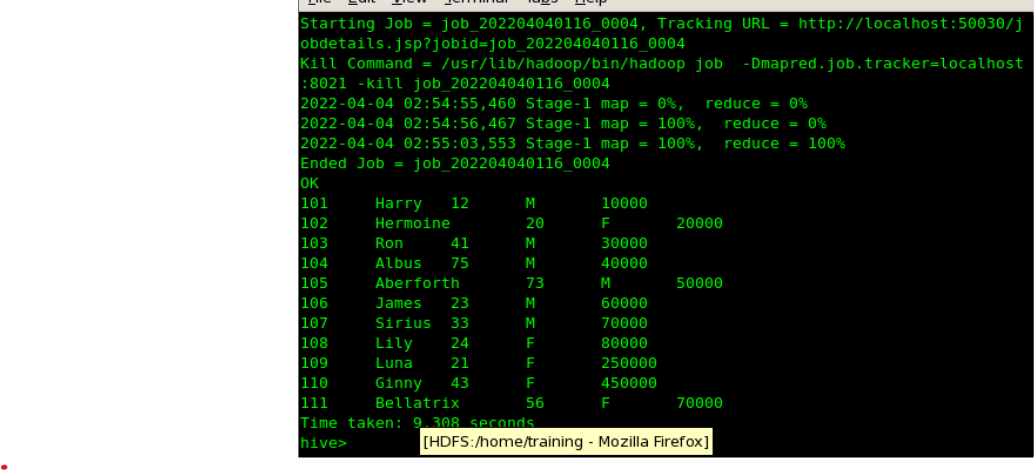 File Edit View Terminal Tabs Help
Starting Job = job_202204040116_0004, Tracking URL = http://localhost:50030/j
obdetails.jsp?jobid=job_202204040116_0004
Kill Command = /usr/lib/hadoop/bin/hadoop job  -Dmapred.job.tracker=localhost
:8021 -kill job_202204040116_0004
2022-04-04 02:54:55,460 Stage-1 map = 0%,  reduce = 0%
2022-04-04 02:54:56,467 Stage-1 map = 100%,  reduce = 0%
2022-04-04 02:55:03,553 Stage-1 map = 100%,  reduce = 100%
Ended Job = job_202204040116_0004
OK
101 Harry 12 M 10000
102 Hermoine 20 F 20000
103 Ron 41 M 30000
104 Albus 75 M 40000
105 Aberforth 73 M 50000
106 James 23 M 60000
107 Sirius 33 M 70000
108 Lily 24 F 80000
109 Luna 21 F 250000
110 Ginny 43 F 450000
111 Bellatrix 56 F 70000
Time taken: 9.308 seconds
hive> [HDFS:/home/training - Mozilla Firefox]